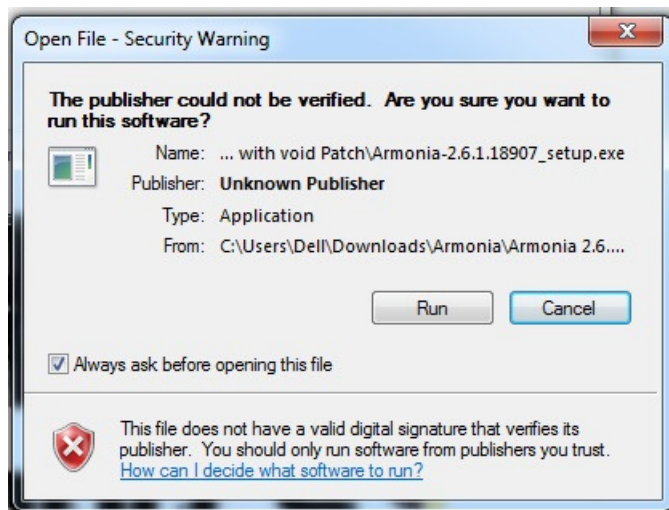 Open File - Security Warning
The publisher could not be verified. Are you sure you want to
run this software?
Name: ... with void Patch\Armonia-2.6.1.18907_setup.exe
Publisher: Unknown Publisher
Type: Application
From: C:\Users\Dell\Downloads\Armonia\Armonia 2.6....
Run Cancel
Always ask before opening this file
This file does not have a valid digital signature that verifies its
publisher. You should only run software from publishers you trust.
How can I decide what software to run?